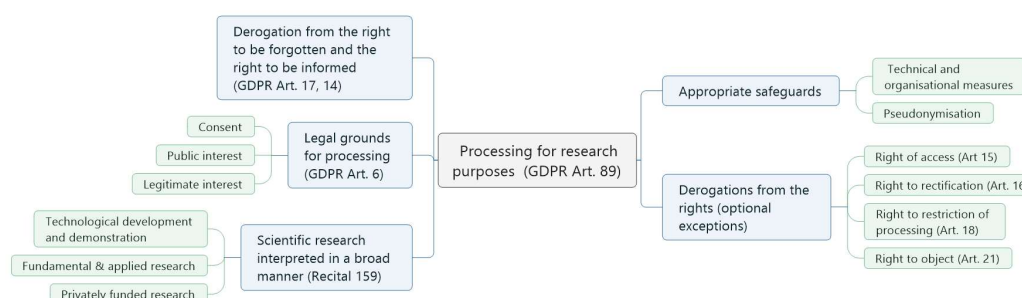 Derogation from the right
to be forgotten and the
right to be informed
(GDPR Art. 17, 14)
Consent
Public interest
Legitimate interest
Legal grounds
for processing
(GDPR Art. 6)
Technological development
and demonstration
Fundamental & applied research
Privately funded research
Scientific research
interpreted in a broad
manner (Recital 159)
Processing for research
purposes (GDPR Art. 89)
Appropriate safeguards
Technical and
organisational measures
Pseudonymisation
Derogations from the
rights (optional
exceptions)
Right of access (Art 15)
Right to rectification (Art. 16
Right to restriction of
processing (Art. 18)
Right to object (Art. 21)